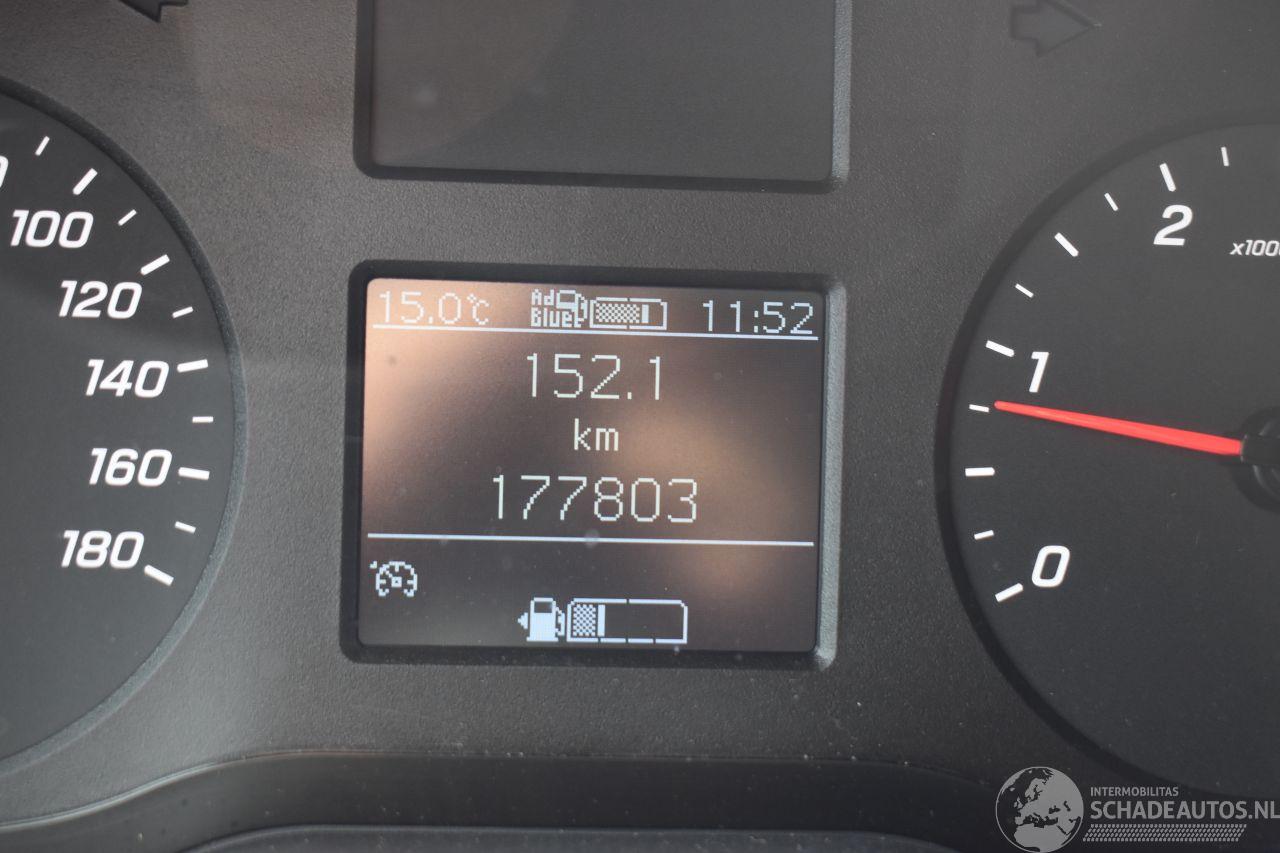 100
120
140
160
180
15.0°C Ad Blue 11:52
152.1
km
177803
2
x1000
1
0
INTERMOBILITAS
SCHADEAUTOS.NL